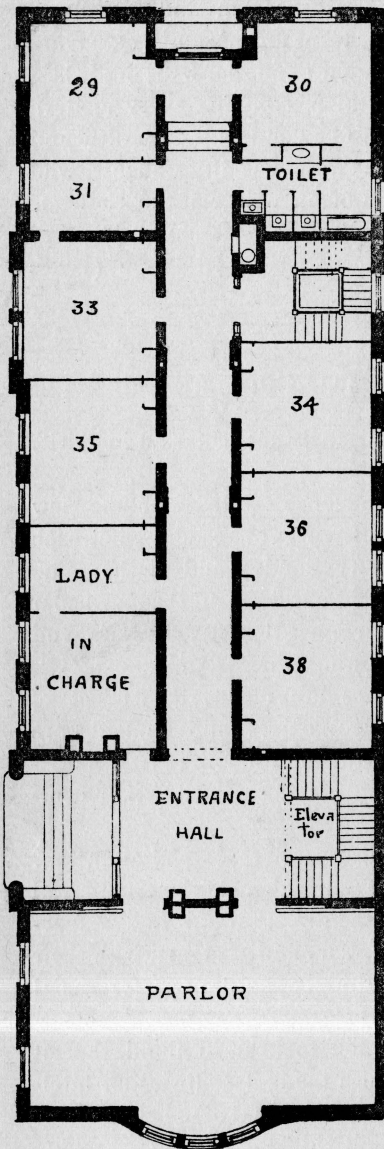 29
30
31
TOILET
33
34
35
36
LADY
IN
CHARGE
38
ENTRANCE
HALL
Eleva
tor
PARLOR